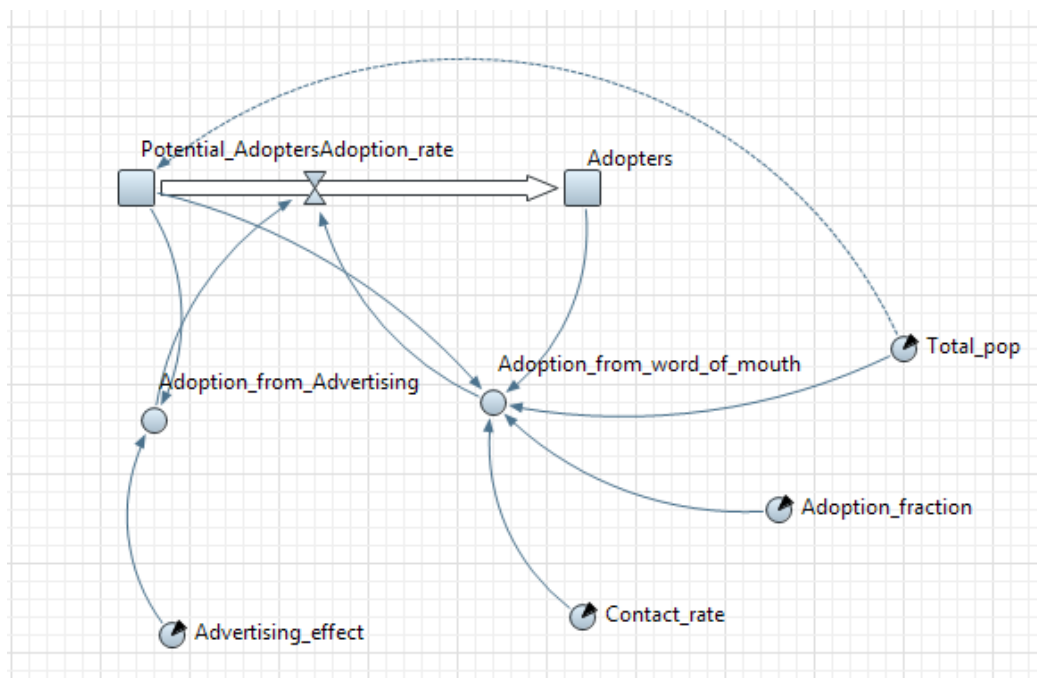 Potential_AdoptersAdoption_rate
Adopters
Total_pop
Adoption_from_word_of_mouth
Adoption_from_Advertising
Adoption_fraction
Contact_rate
Advertising_effect